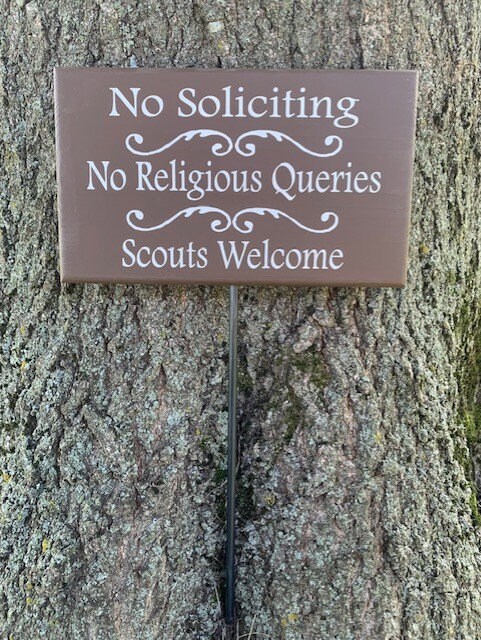 No Soliciting
No Religious Queries
Scouts Welcome